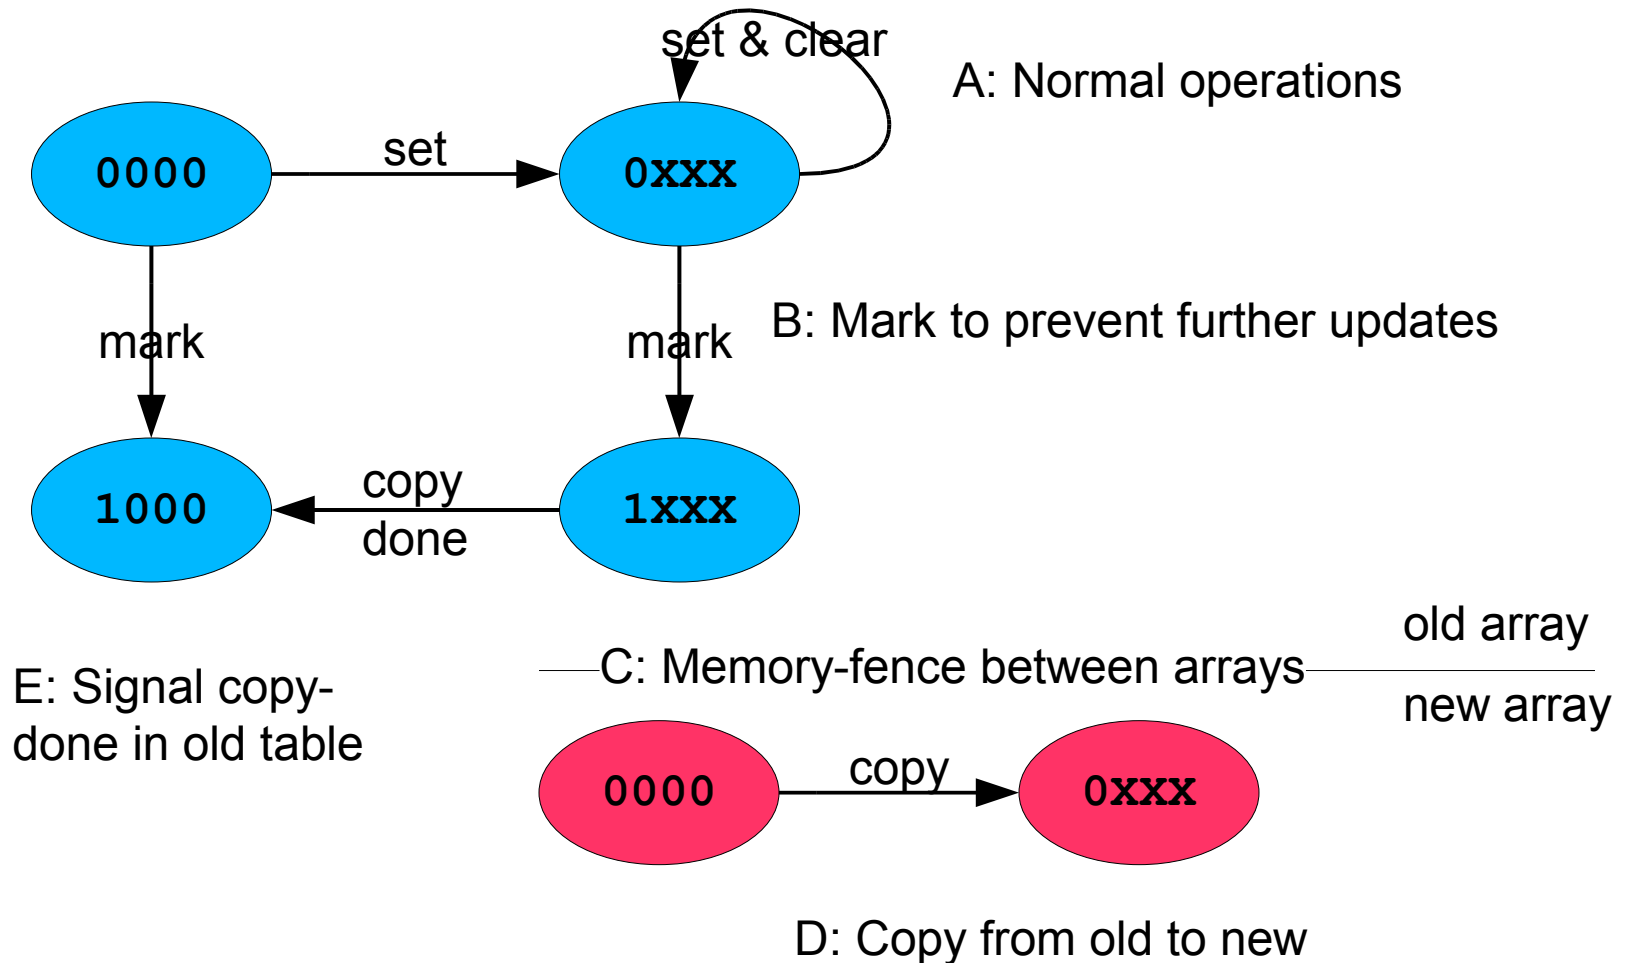 set & clear
A: Normal operations
0000
set
0xxx
mark
mark
B: Mark to prevent further updates
1000
copy
done
1xxx
old array
C: Memory-fence between arrays
new array
E: Signal copy-
done in old table
0000
copy
0xxx
D: Copy from old to new